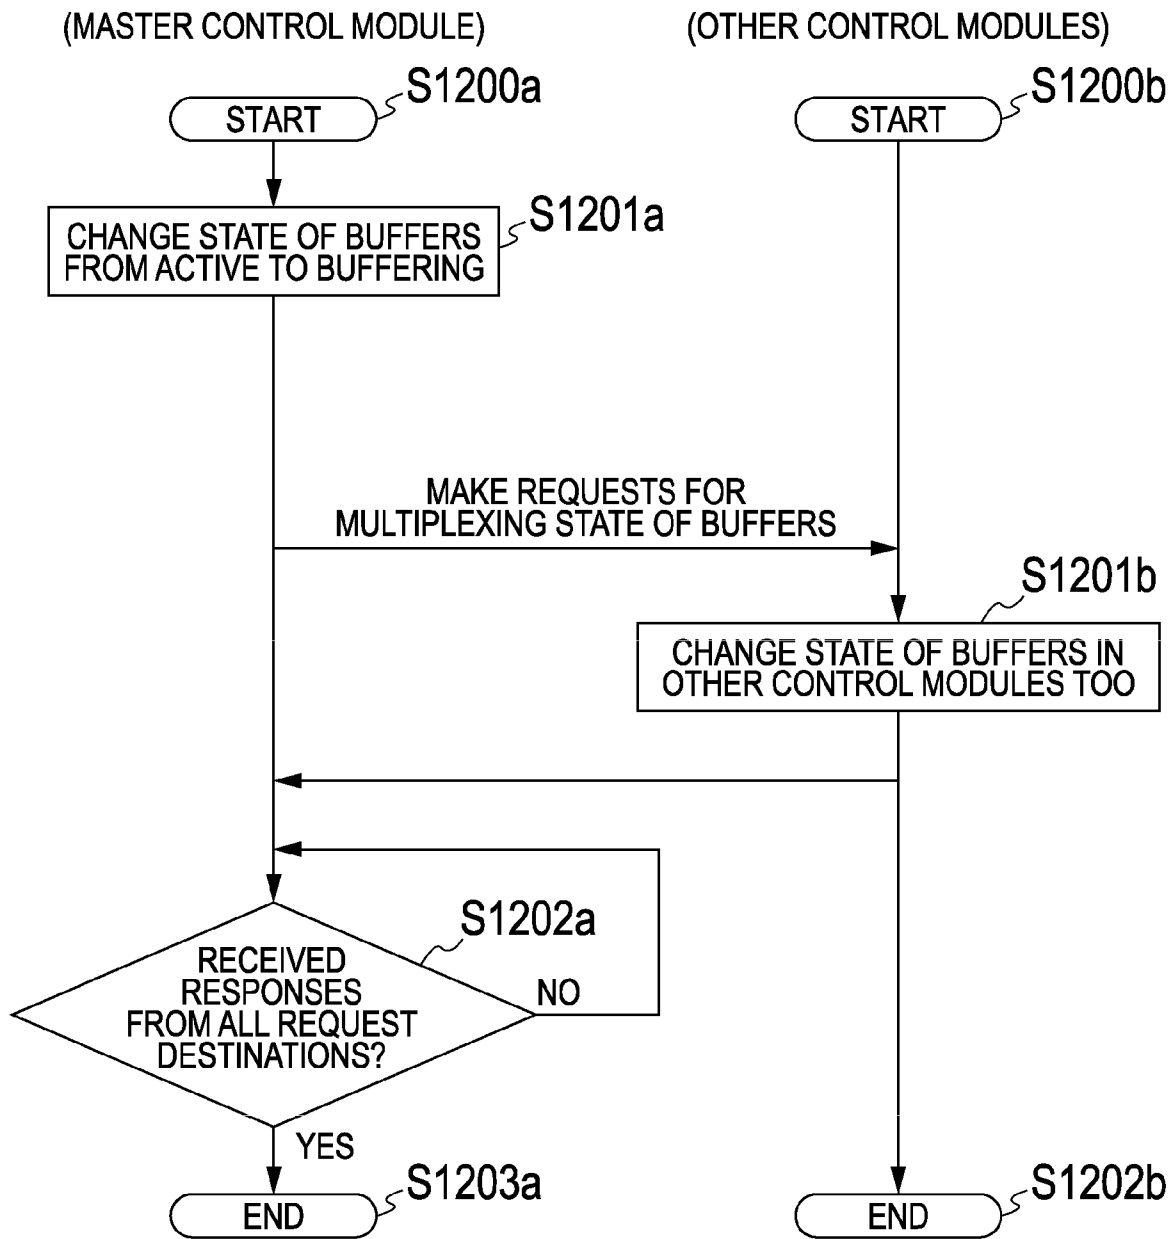 (MASTER CONTROL MODULE)
(OTHER CONTROL MODULES)
S1200a
START
S1200b
START
S1201a
CHANGE STATE OF BUFFERS
FROM ACTIVE TO BUFFERING
MAKE REQUESTS FOR
MULTIPLEXING STATE OF BUFFERS
S1201b
CHANGE STATE OF BUFFERS IN
OTHER CONTROL MODULES TOO
S1202a
RECEIVED
RESPONSES
FROM ALL REQUEST
DESTINATIONS?
NO
YES
S1203a
END
S1202b
END